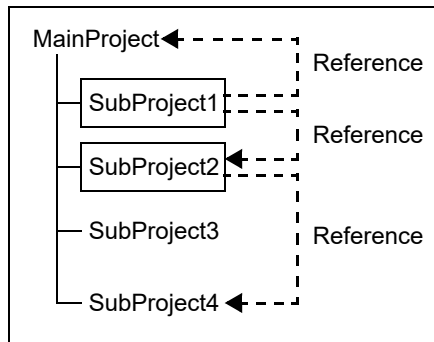 MainProject
Reference
SubProject1
Reference
SubProject2
SubProject3
Reference
SubProject4